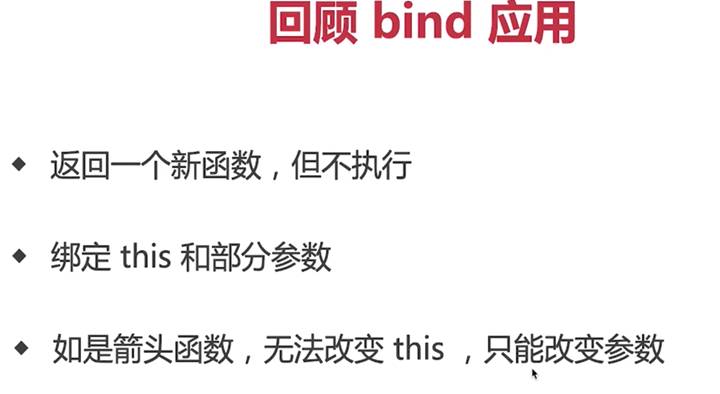 回顾 bind 应用
◆ 返回一个新函数，但不执行
◆ 绑定 this 和部分参数
◆ 如是箭头函数，无法改变 this ，只能改变参数